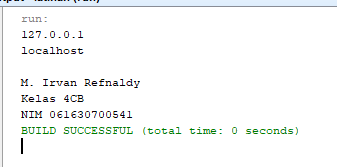 run:
127.0.0.1
localhost

M. Irvan Refnaldy
Kelas 4CB
NIM 061630700541
BUILD SUCCESSFUL (total time: 0 seconds)